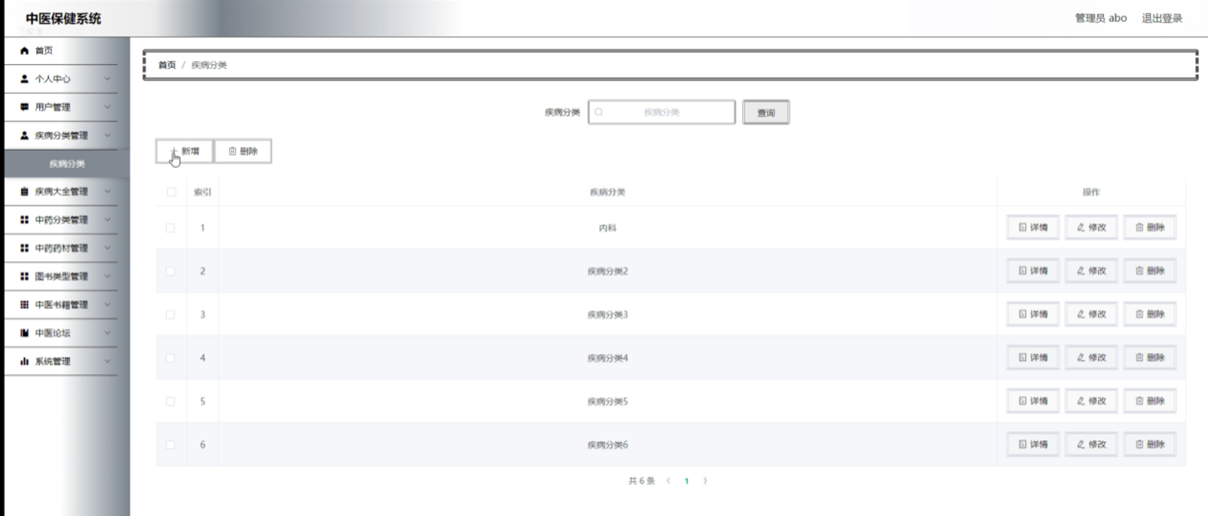 中医保健系统
管理员 abo 退出登录
首页
个人中心
用户管理
疾病分类管理
疾病分类
疾病大全管理
中药分类管理
中药药材管理
图书类型管理
中医书籍管理
中医论坛
系统管理
首页 / 疾病分类
疾病分类 疾病分类 查询
新增 删除
索引 疾病分类 操作
1 内科 详情 修改 删除
2 疾病分类2 详情 修改 删除
3 疾病分类3 详情 修改 删除
4 疾病分类4 详情 修改 删除
5 疾病分类5 详情 修改 删除
6 疾病分类6 详情 修改 删除
共 6 条 < 1 >